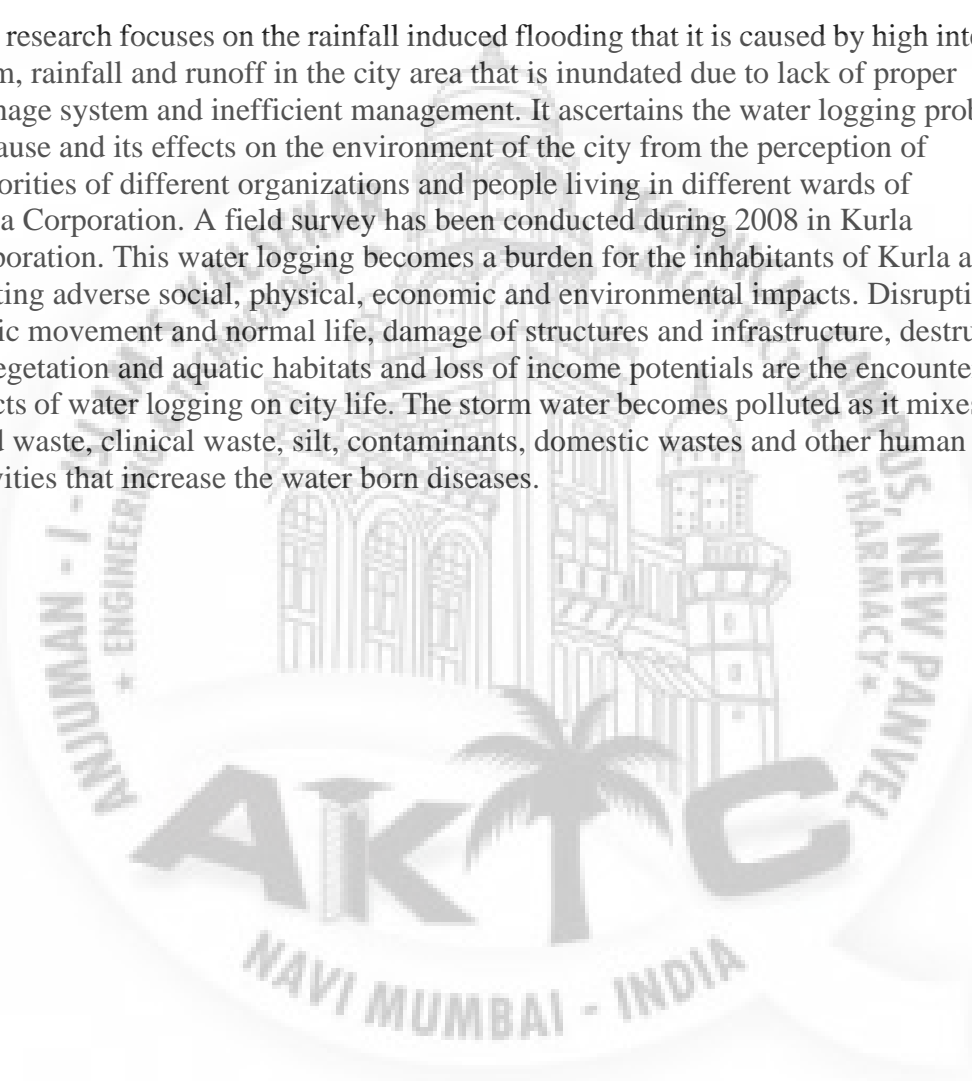 research focuses on the rainfall induced flooding that it is caused by high inte
m, rainfall and runoff in the city area that is inundated due to lack of proper
nage system and inefficient management. It ascertains the water logging prob
ause and its effects on the environment of the city from the perception of
orities of different organizations and people living in different wards of
a Corporation. A field survey has been conducted during 2008 in Kurla
poration. This water logging becomes a burden for the inhabitants of Kurla a
ting adverse social, physical, economic and environmental impacts. Disrupti
ic movement and normal life, damage of structures and infrastructure, destru
egetation and aquatic habitats and loss of income potentials are the encounte
cts of water logging on city life. The storm water becomes polluted as it mixes
d waste, clinical waste, silt, contaminants, domestic wastes and other human
vities that increase the water born diseases.
ANJUMAN - I - ISLAM'S KALSEKAR TECHNICAL CAMPUS, NEW PANVEL
PHARMACY
AKTC
NAVI MUMBAI - INDIA